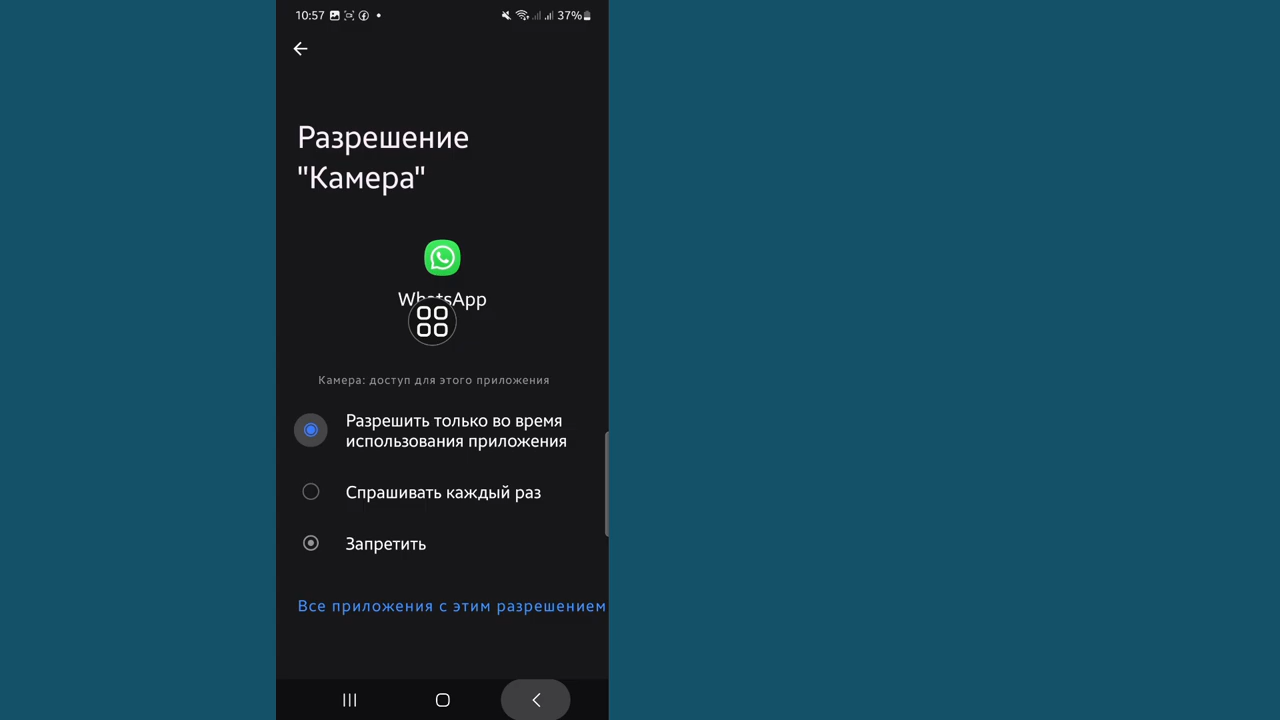 10:57 37%
Разрешение
"Камера"
WhatsApp
Камера: доступ для этого приложения
Разрешить только во время
использования приложения
Спрашивать каждый раз
Запретить
Все приложения с этим разрешением